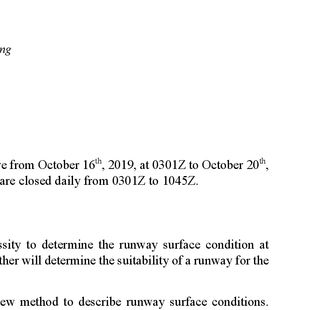 ng
e from October 16th, 2019, at 0301Z to October 20th,
are closed daily from 0301Z to 1045Z.
ssity to determine the runway surface condition at
ther will determine the suitability of a runway for the
ew method to describe runway surface conditions.